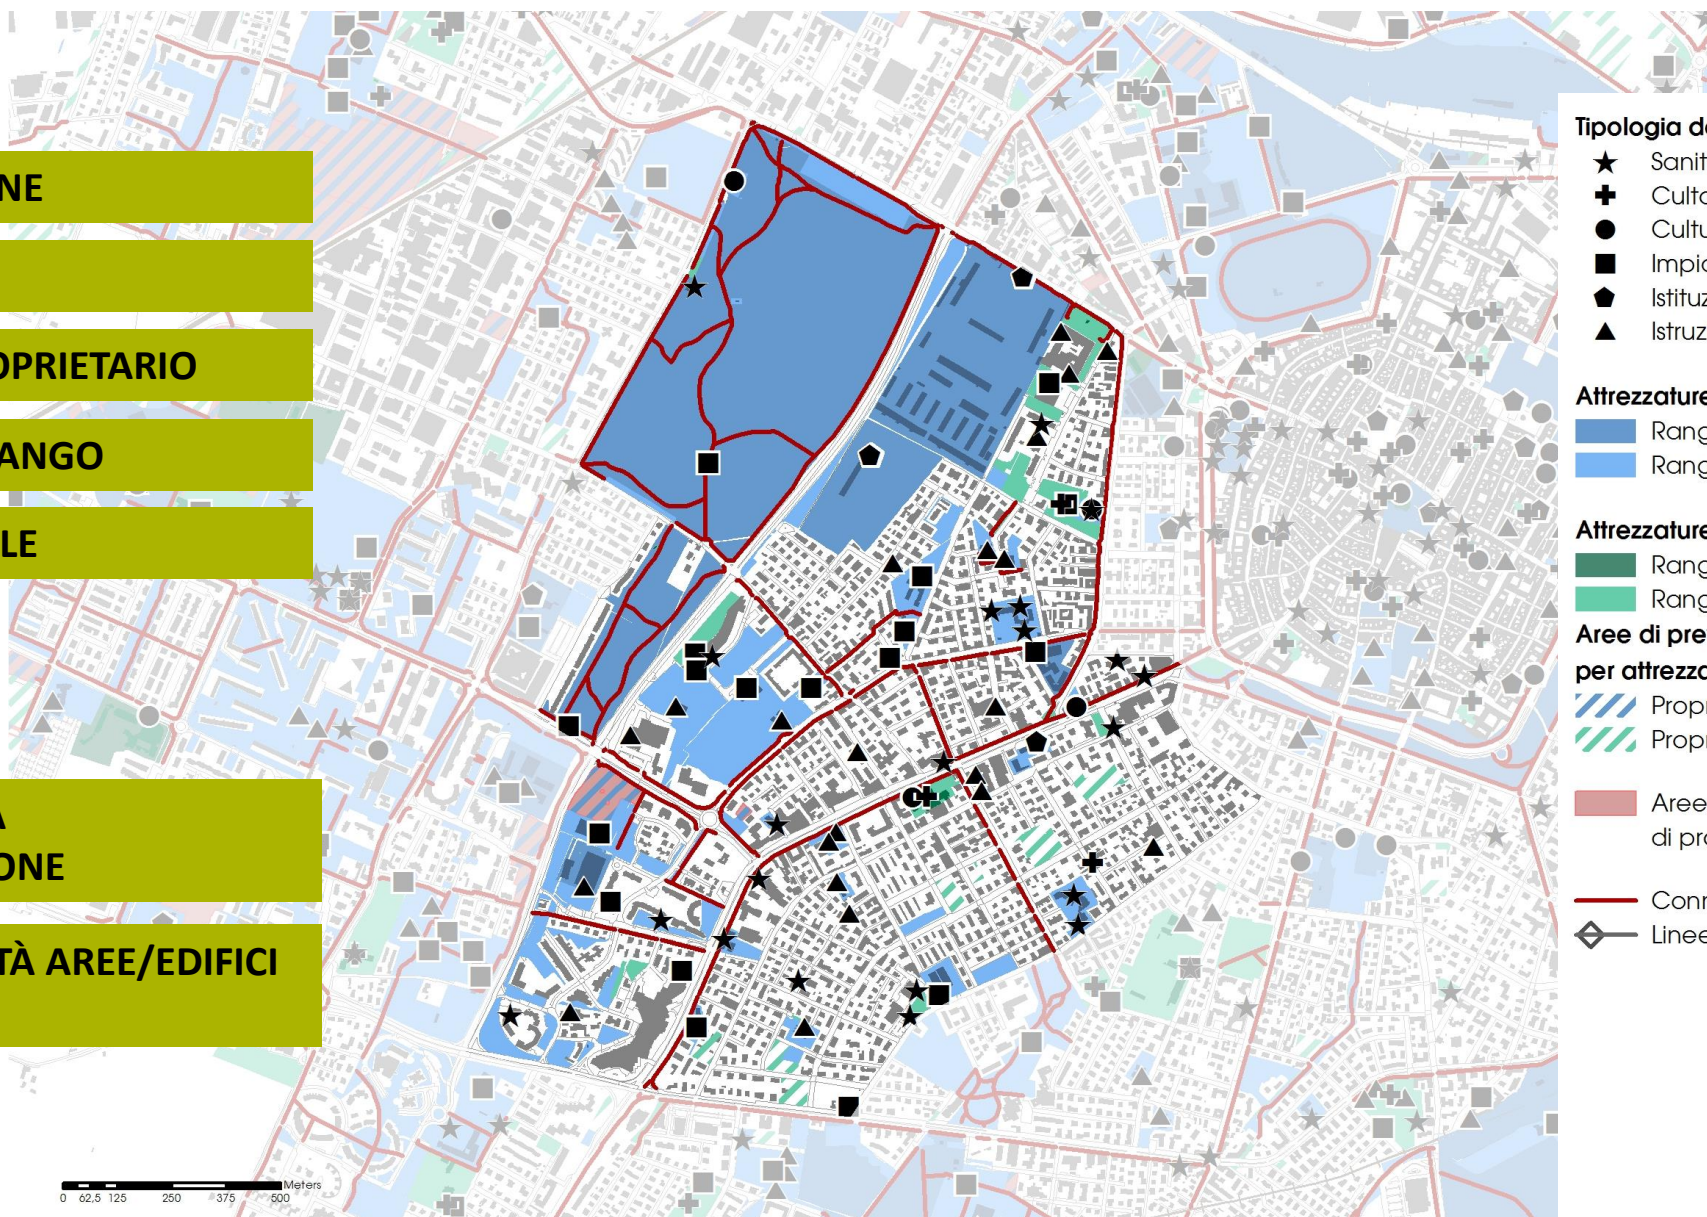 NE
OPRIETARIO
ANGO
LE
A
ONE
TÀ AREE/EDIFICI
Meters
0 62,5 125 250 375 500
Tipologia d
Sanit
Culto
Cultu
Impia
Istituz
Istruz
Attrezzature
Rang
Rang
Attrezzature
Rang
Rang
Aree di pre
per attrezza
Propr
Propr
Aree
di pro
Conn
Linee